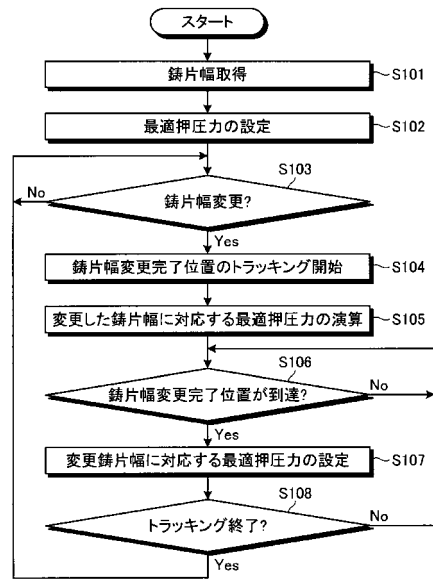 スタート
鋳片幅取得
S101
最適押圧力の設定
S102
S103
鋳片幅変更?
No
Yes
鋳片幅変更完了位置のトラッキング開始
S104
変更した鋳片幅に対応する最適押圧力の演算
S105
S106
鋳片幅変更完了位置が到達?
No
Yes
変更鋳片幅に対応する最適押圧力の設定
S107
S108
トラッキング終了?
No
Yes